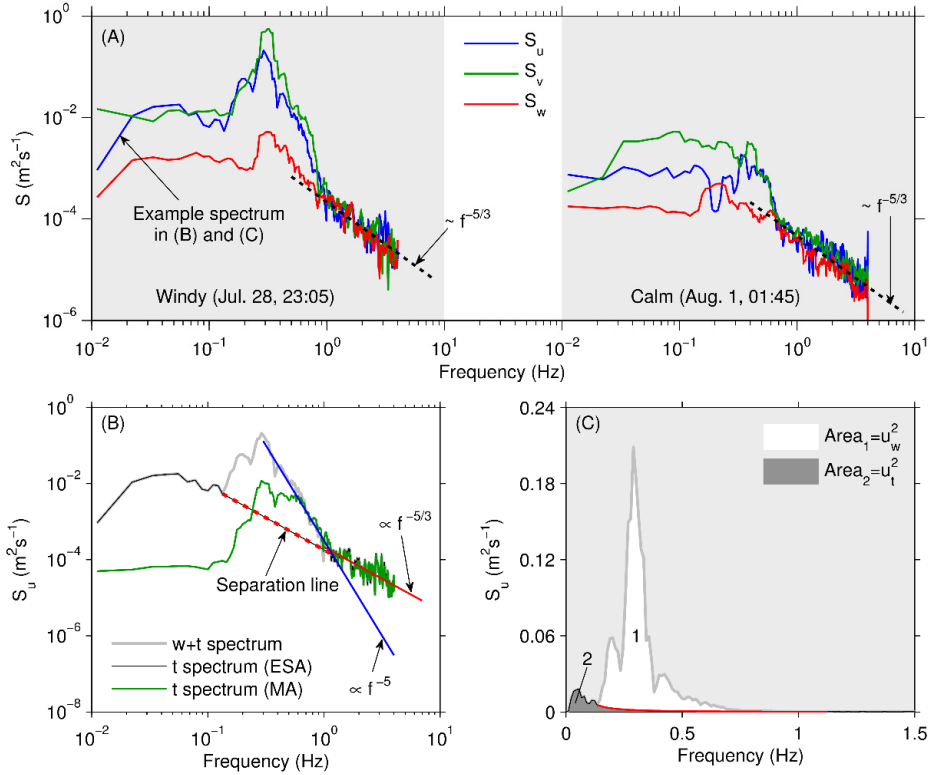 (A)
S_u
S_v
S_w
10^0
10^-2
10^-4
10^-6
S (m^2s^-1)
Example spectrum
in (B) and (C)
~ f^-5/3
~ f^-5/3
Windy (Jul. 28, 23:05)
Calm (Aug. 1, 01:45)
10^-2
10^-1
10^0
10^1
10^-2
10^-1
10^0
10^1
Frequency (Hz)
(B)
10^0
10^-2
10^-4
10^-6
10^-8
S_u (m^2s^-1)
∝ f^-5/3
Separation line
w+t spectrum
t spectrum (ESA)
t spectrum (MA)
∝ f^-5
10^-2
10^-1
10^0
10^1
Frequency (Hz)
(C)
Area_1=u_w^2
Area_2=u_t^2
0.24
0.18
0.12
0.06
0
S_u (m^2s^-1)
1
2
0
0.5
1
1.5
Frequency (Hz)